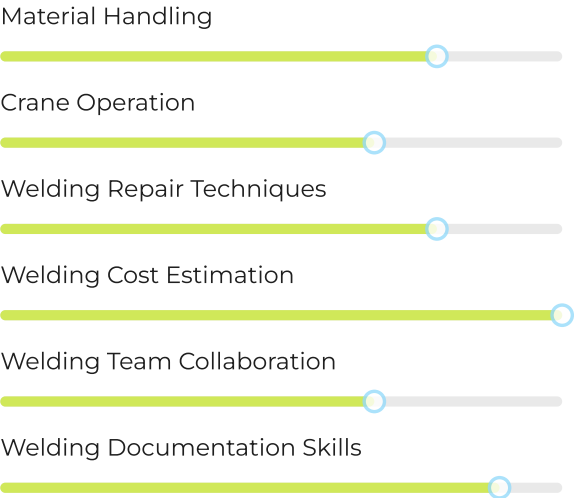 Material Handling
Crane Operation
Welding Repair Techniques
Welding Cost Estimation
Welding Team Collaboration
Welding Documentation Skills